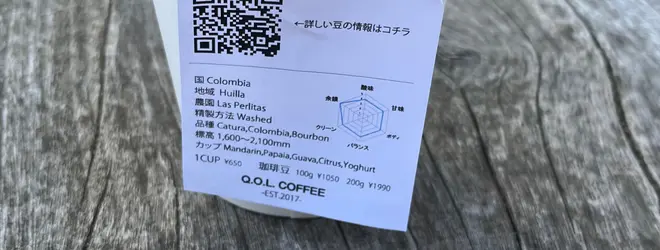 ←詳しい豆の情報はコチラ
国 Colombia
地域 Huilla
農園 Las Perlitas
精製方法 Washed
品種 Catura,Colombia,Bourbon
標高 1,600〜2,100mm
カップ Mandarin,Papaia,Guava,Citrus,Yoghurt
酸味
甘味
ボディ
バランス
クリーン
余韻
1CUP ¥650 珈琲豆 100g ¥1050 200g ¥1990
Q.O.L. COFFEE
-EST.2017-